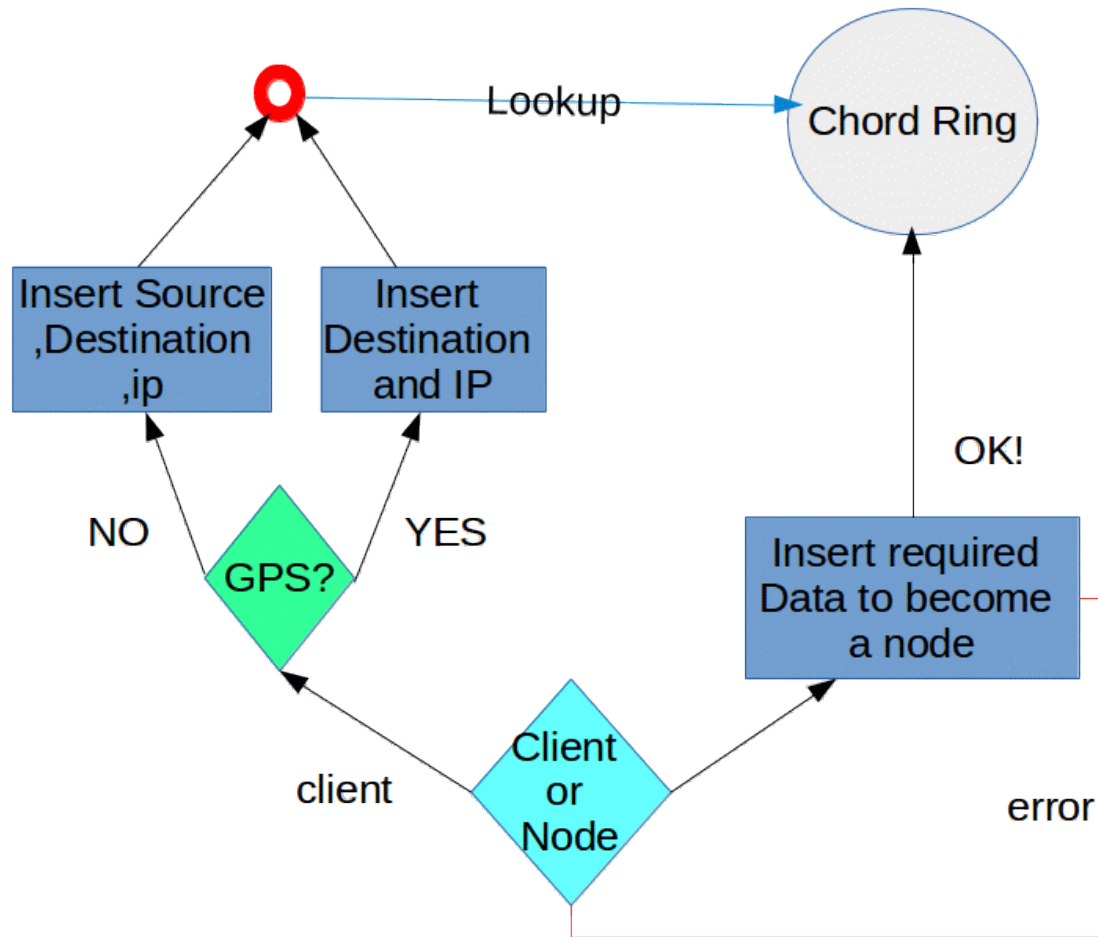 Lookup
Chord Ring
Insert Source
,Destination
,ip
Insert
Destination
and IP
OK!
NO
YES
GPS?
Insert required
Data to become
a node
client
Client
or
Node
error